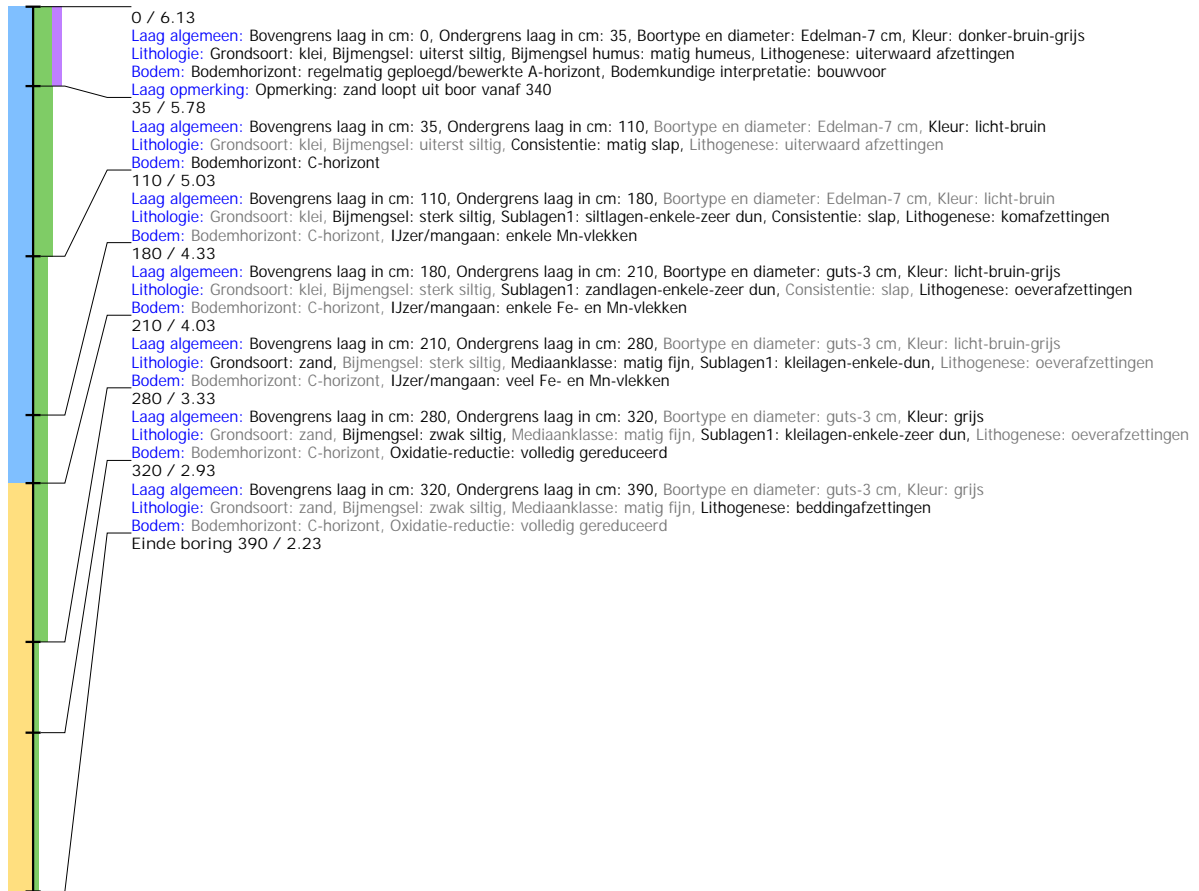 0 / 6.13
Laag algemeen: Bovengrens laag in cm: 0, Ondergrens laag in cm: 35, Boortype en diameter: Edelman-7 cm, Kleur: donker-bruin-grijs
Lithologie: Grondsoort: klei, Bijmengsel: uiterst siltig, Bijmengsel humus: matig humeus, Lithogenese: uiterwaard afzettingen
Bodem: Bodemhorizont: regelmatig geploegd/bewerkte A-horizont, Bodemkundige interpretatie: bouwvoor
Laag opmerking: Opmerking: zand loopt uit boor vanaf 340
35 / 5.78
Laag algemeen: Bovengrens laag in cm: 35, Ondergrens laag in cm: 110, Boortype en diameter: Edelman-7 cm, Kleur: licht-bruin
Lithologie: Grondsoort: klei, Bijmengsel: uiterst siltig, Consistentie: matig slap, Lithogenese: uiterwaard afzettingen
Bodem: Bodemhorizont: C-horizont
110 / 5.03
Laag algemeen: Bovengrens laag in cm: 110, Ondergrens laag in cm: 180, Boortype en diameter: Edelman-7 cm, Kleur: licht-bruin
Lithologie: Grondsoort: klei, Bijmengsel: sterk siltig, Sublagen1: siltlagen-enkele-zeer dun, Consistentie: slap, Lithogenese: komafzettingen
Bodem: Bodemhorizont: C-horizont, IJzer/mangaan: enkele Mn-vlekken
180 / 4.33
Laag algemeen: Bovengrens laag in cm: 180, Ondergrens laag in cm: 210, Boortype en diameter: guts-3 cm, Kleur: licht-bruin-grijs
Lithologie: Grondsoort: klei, Bijmengsel: sterk siltig, Sublagen1: zandlagen-enkele-zeer dun, Consistentie: slap, Lithogenese: oeverafzettingen
Bodem: Bodemhorizont: C-horizont, IJzer/mangaan: enkele Fe- en Mn-vlekken
210 / 4.03
Laag algemeen: Bovengrens laag in cm: 210, Ondergrens laag in cm: 280, Boortype en diameter: guts-3 cm, Kleur: licht-bruin-grijs
Lithologie: Grondsoort: zand, Bijmengsel: sterk siltig, Mediaanklasse: matig fijn, Sublagen1: kleilagen-enkele-dun, Lithogenese: oeverafzettingen
Bodem: Bodemhorizont: C-horizont, IJzer/mangaan: veel Fe- en Mn-vlekken
280 / 3.33
Laag algemeen: Bovengrens laag in cm: 280, Ondergrens laag in cm: 320, Boortype en diameter: guts-3 cm, Kleur: grijs
Lithologie: Grondsoort: zand, Bijmengsel: zwak siltig, Mediaanklasse: matig fijn, Sublagen1: kleilagen-enkele-zeer dun, Lithogenese: oeverafzettingen
Bodem: Bodemhorizont: C-horizont, Oxidatie-reductie: volledig gereduceerd
320 / 2.93
Laag algemeen: Bovengrens laag in cm: 320, Ondergrens laag in cm: 390, Boortype en diameter: guts-3 cm, Kleur: grijs
Lithologie: Grondsoort: zand, Bijmengsel: zwak siltig, Mediaanklasse: matig fijn, Lithogenese: beddingafzettingen
Bodem: Bodemhorizont: C-horizont, Oxidatie-reductie: volledig gereduceerd
Einde boring 390 / 2.23